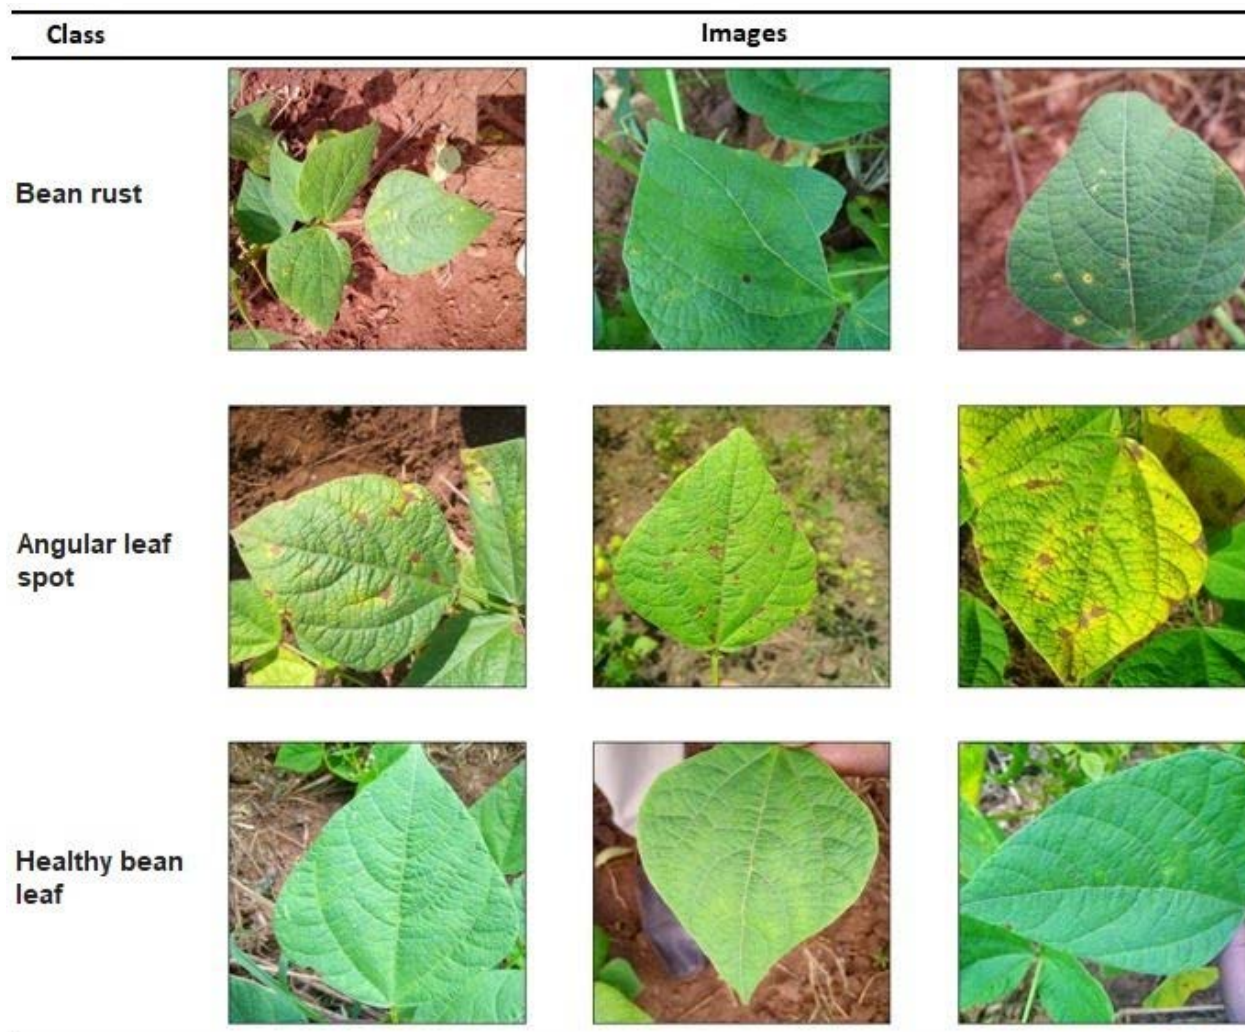 Class Images
Bean rust
Angular leaf
spot
Healthy bean
leaf